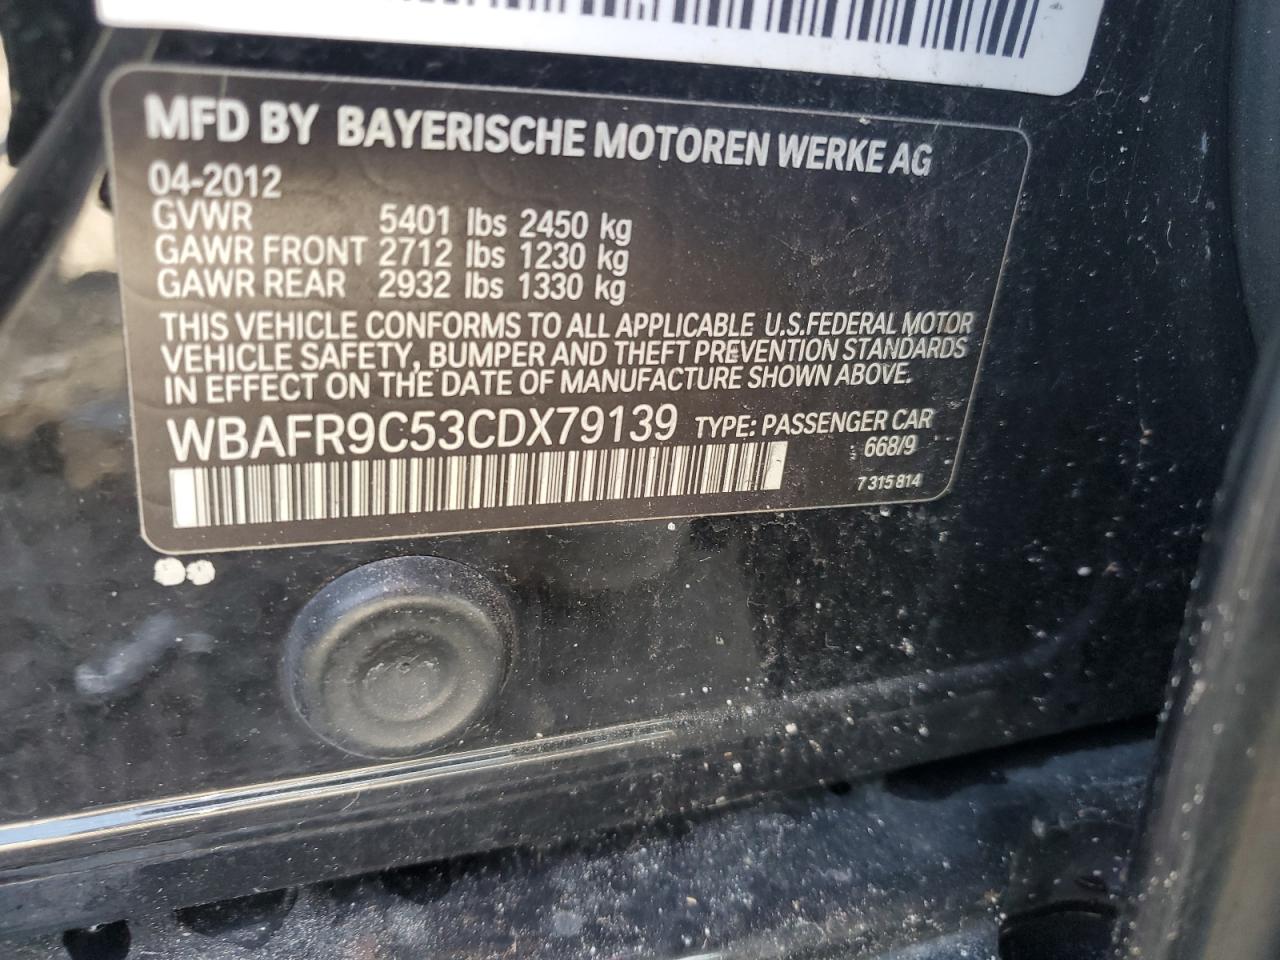 MFD BY BAYERISCHE MOTOREN WERKE AG
04-2012
GVWR 5401 lbs 2450 kg
GAWR FRONT 2712 lbs 1230 kg
GAWR REAR 2932 lbs 1330 kg
THIS VEHICLE CONFORMS TO ALL APPLICABLE U.S.FEDERAL MOTOR
VEHICLE SAFETY, BUMPER AND THEFT PREVENTION STANDARDS
IN EFFECT ON THE DATE OF MANUFACTURE SHOWN ABOVE.
WBAFR9C53CDX79139 TYPE: PASSENGER CAR
668/9
7 315 814